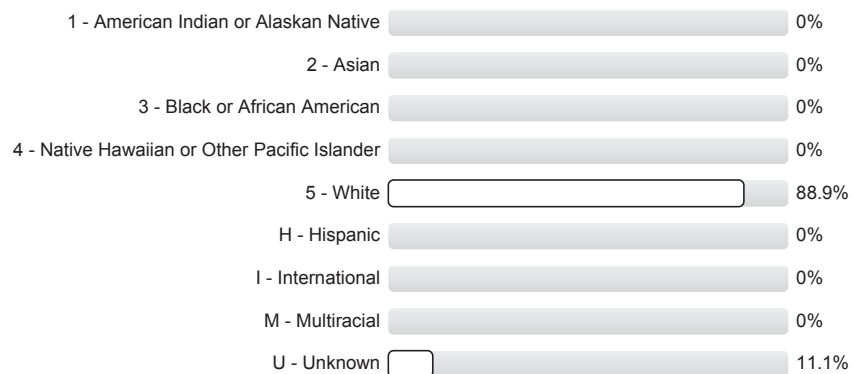 1 - American Indian or Alaskan Native 0%
2 - Asian 0%
3 - Black or African American 0%
4 - Native Hawaiian or Other Pacific Islander 0%
5 - White 88.9%
H - Hispanic 0%
I - International 0%
M - Multiracial 0%
U - Unknown 11.1%